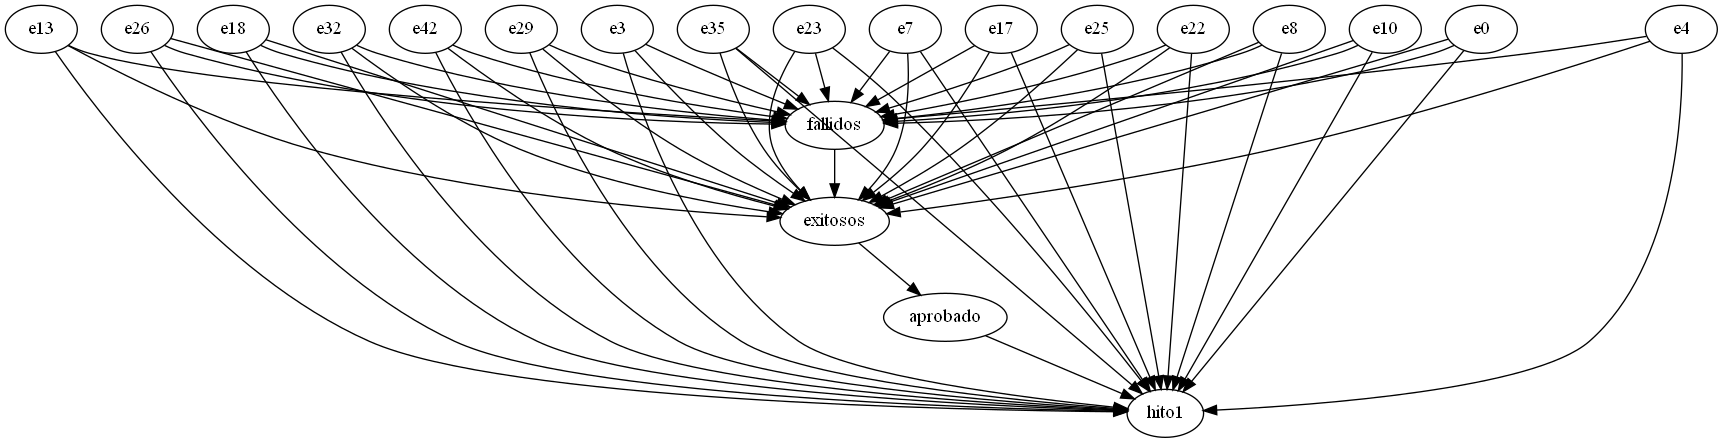 e13 e26 e18 e32 e42 e29 e3 e35 e23 e7 e17 e25 e22 e8 e10 e0 e4
fallidos
exitosos
aprobado
hito1